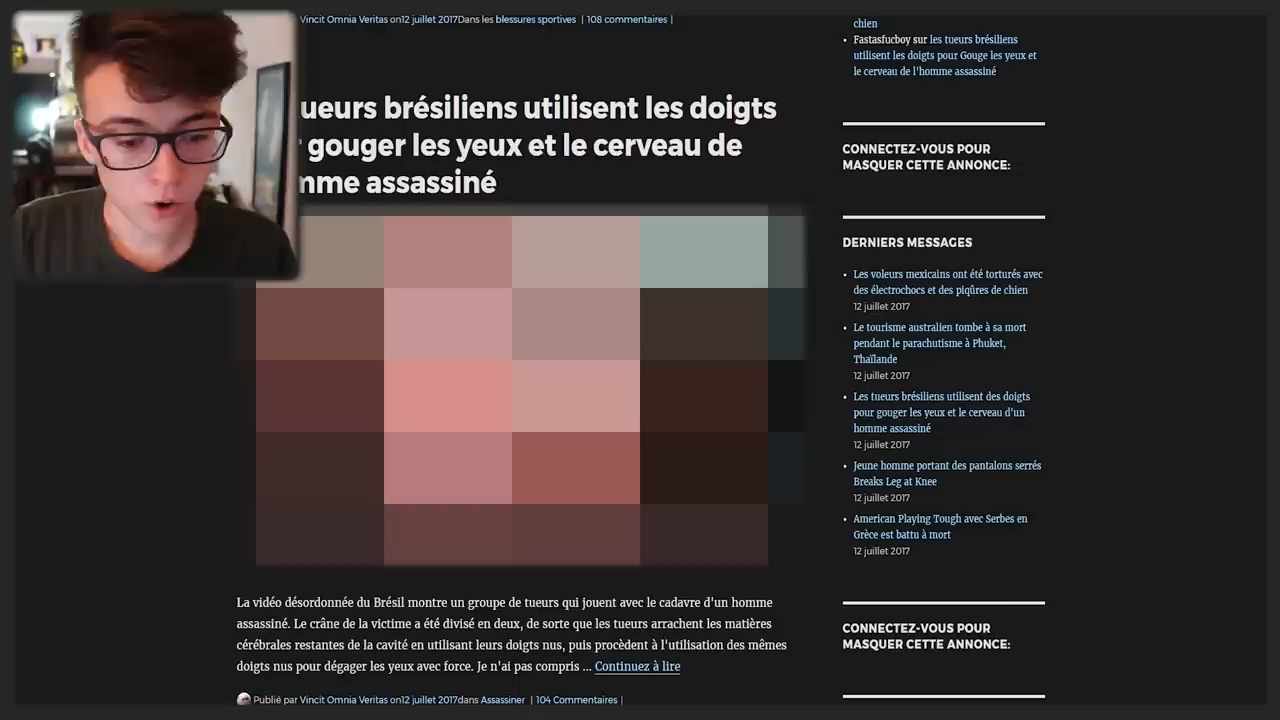 Vincit Omnia Veritas on12 juillet 2017Dans les blessures sportives | 108 commentaires |
ueurs brésiliens utilisent les doigts
gouger les yeux et le cerveau de
mme assassiné
La vidéo désordonnée du Brésil montre un groupe de tueurs qui jouent avec le cadavre d'un homme
assassiné. Le crâne de la victime a été divisé en deux, de sorte que les tueurs arrachent les matières
cérébrales restantes de la cavité en utilisant leurs doigts nus, puis procèdent à l'utilisation des mêmes
doigts nus pour dégager les yeux avec force. Je n'ai pas compris ... Continuez à lire
Publié par Vincit Omnia Veritas on12 juillet 2017dans Assassiner | 104 Commentaires |
chien
• Fastasfucboy sur les tueurs brésiliens
utilisent les doigts pour Gouge les yeux et
le cerveau de l'homme assassiné
CONNECTEZ-VOUS POUR
MASQUER CETTE ANNONCE:
DERNIERS MESSAGES
• Les voleurs mexicains ont été torturés avec
des électrochocs et des piqûres de chien
12 juillet 2017
• Le tourisme australien tombe à sa mort
pendant le parachutisme à Phuket,
Thaïlande
12 juillet 2017
• Les tueurs brésiliens utilisent des doigts
pour gouger les yeux et le cerveau d'un
homme assassiné
12 juillet 2017
• Jeune homme portant des pantalons serrés
Breaks Leg at Knee
12 juillet 2017
• American Playing Tough avec Serbes en
Grèce est battu à mort
12 juillet 2017
CONNECTEZ-VOUS POUR
MASQUER CETTE ANNONCE: